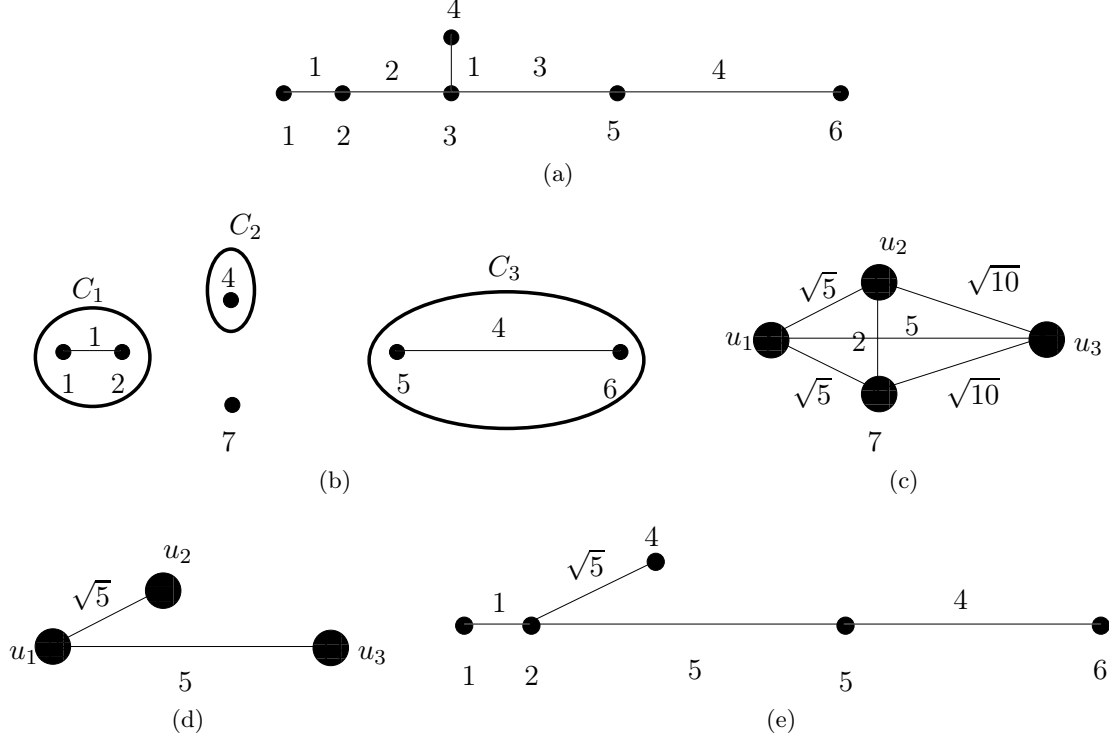 4
1 2 1 3 4
1 2 3 5 6
(a)
C₂
C₁ 4 C₃
1 4
1 2 5 6
7
(b)
u₂
√5 √10
u₁ 2 5 u₃
√5 √10
7
(c)
u₂
√5
u₁ u₃
5
(d)
4
√5
1 4
1 2 5 5 6
(e)